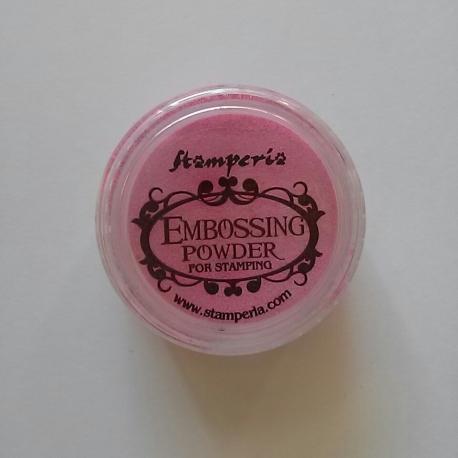 Stamperia
EMBOSSING
POWDER
FOR STAMPING
www.stamperia.com